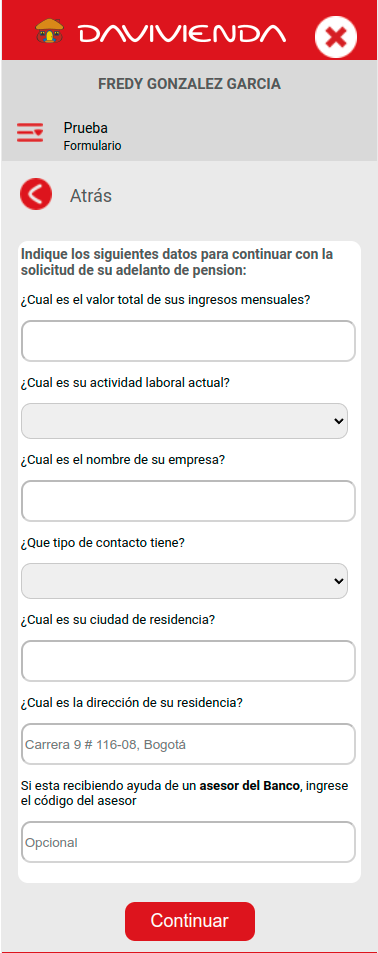 DAVIVIENDA
FREDY GONZALEZ GARCIA
Prueba
Formulario
Atrás
Indique los siguientes datos para continuar con la
solicitud de su adelanto de pension:
¿Cual es el valor total de sus ingresos mensuales?
¿Cual es su actividad laboral actual?
¿Cual es el nombre de su empresa?
¿Que tipo de contacto tiene?
¿Cual es su ciudad de residencia?
¿Cual es la dirección de su residencia?
Carrera 9 # 116-08, Bogotá
Si esta recibiendo ayuda de un asesor del Banco, ingrese
el código del asesor
Opcional
Continuar